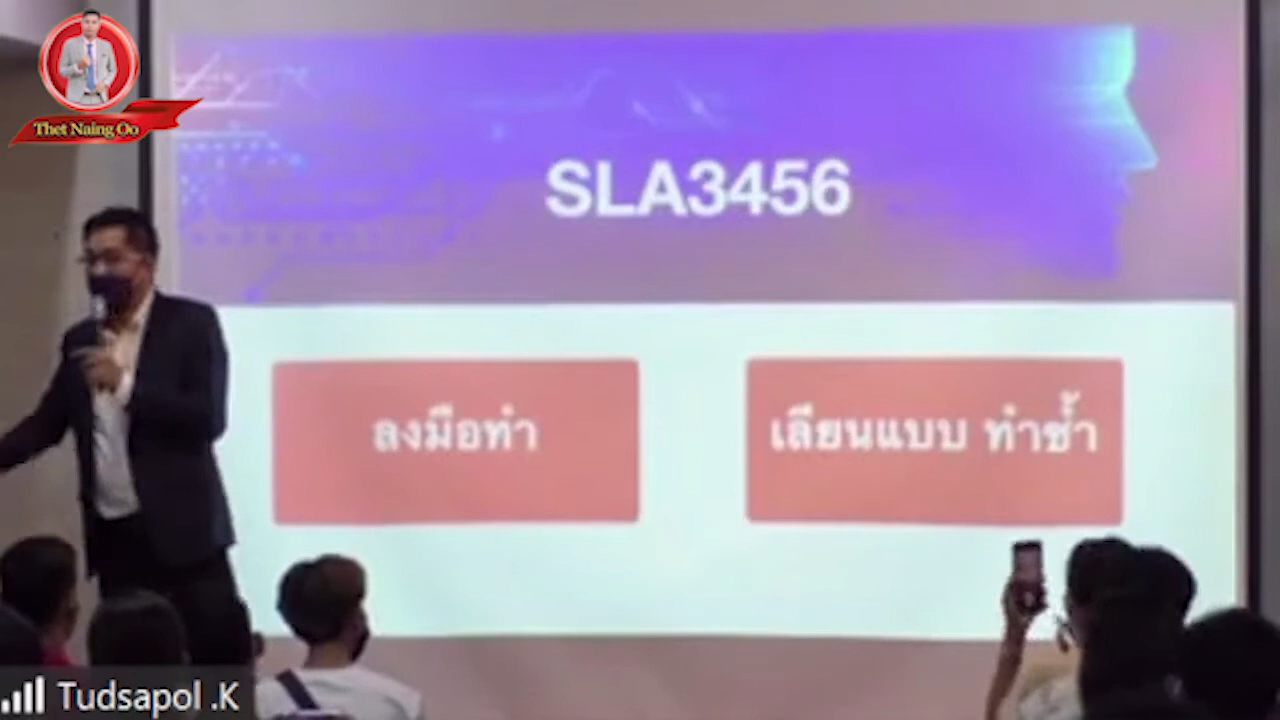 Thet Naing Oo
SLA3456
ลงมือทำ
เลียนแบบ ทำซ้ำ
Tudsapol .K